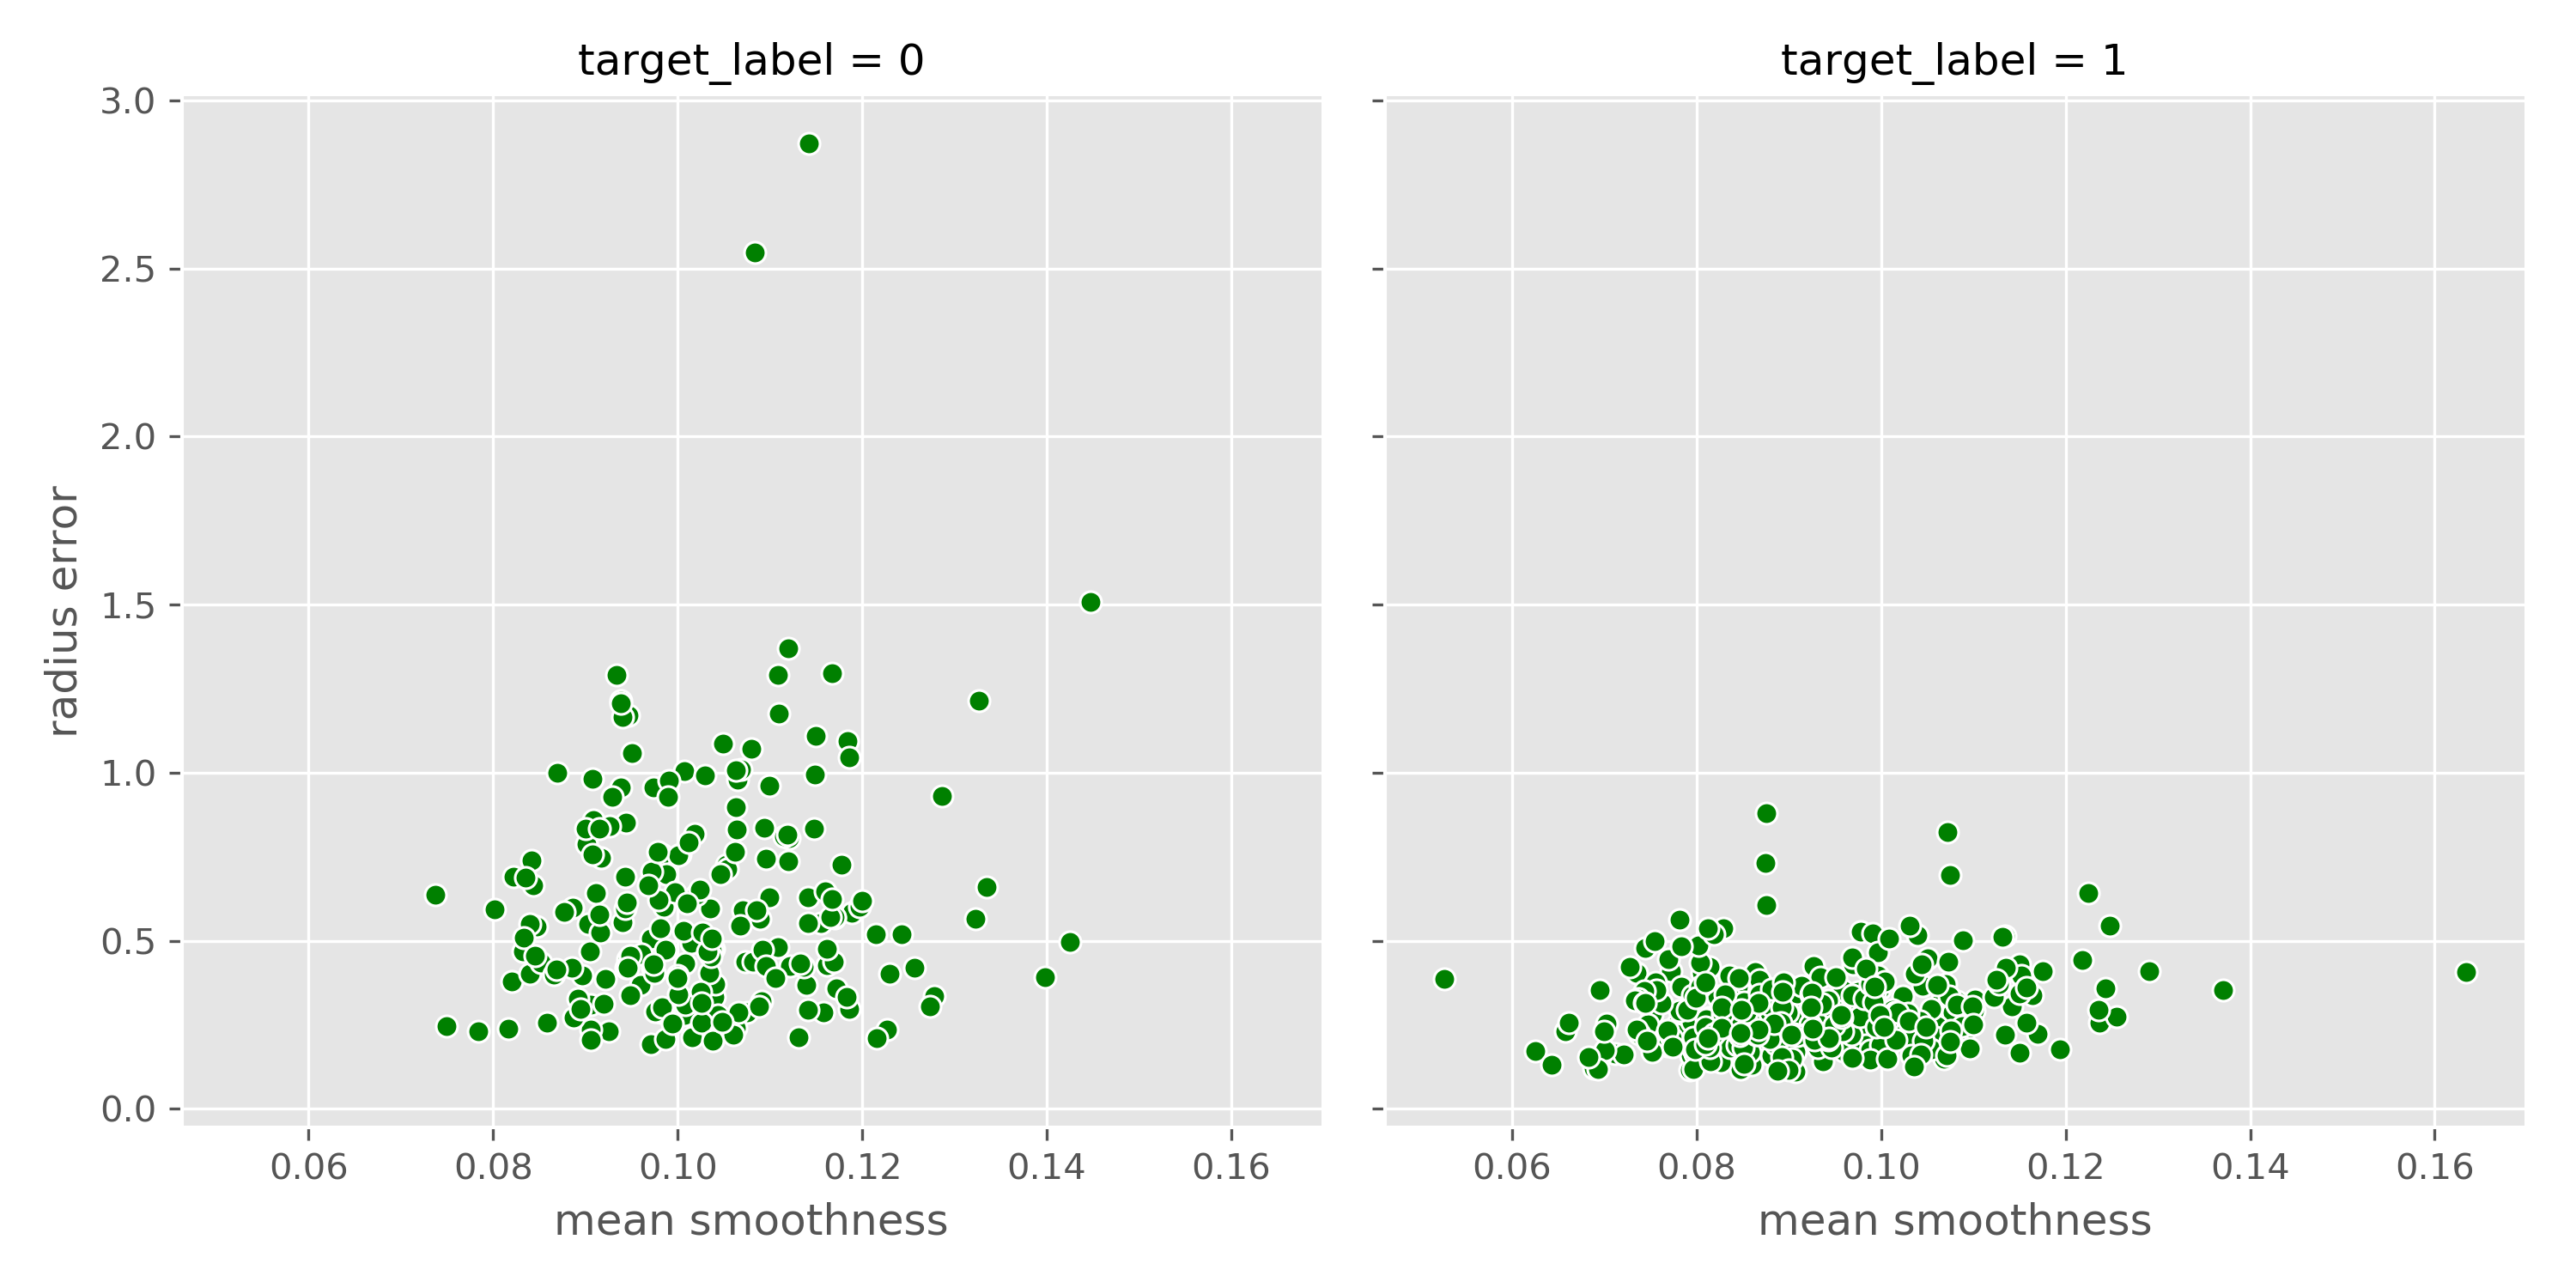 target_label = 0
target_label = 1
3.0
2.5
2.0
1.5
1.0
0.5
0.0
radius error
0.06 0.08 0.10 0.12 0.14 0.16
0.06 0.08 0.10 0.12 0.14 0.16
mean smoothness
mean smoothness